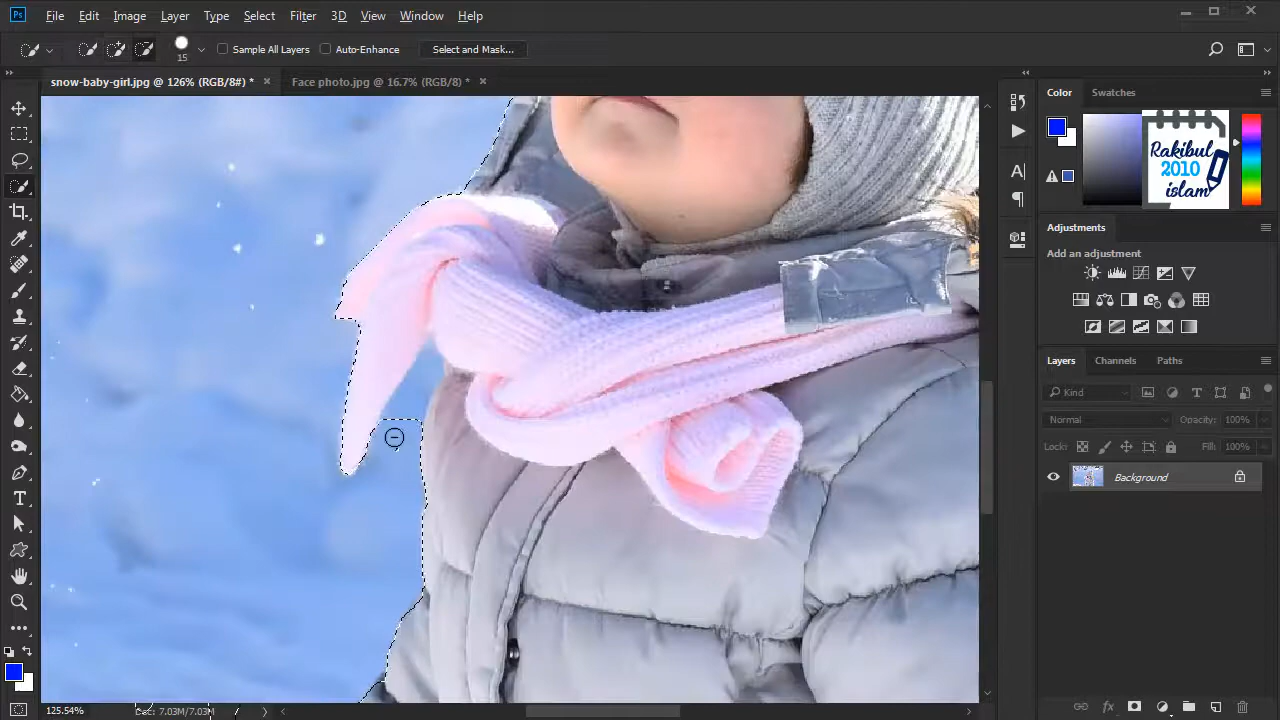 Ps File Edit Image Layer Type Select Filter 3D View Window Help
15 Sample All Layers Auto-Enhance Select and Mask...
snow-baby-girl.jpg @ 126% (RGB/8#) * Face photo.jpg @ 16.7% (RGB/8) *
Color Swatches
Rakibul
2010
islam
Adjustments
Add an adjustment
Layers Channels Paths
Kind
Normal Opacity: 100%
Lock: Fill: 100%
Background
125.54% Doc: 7.03M/7.03M